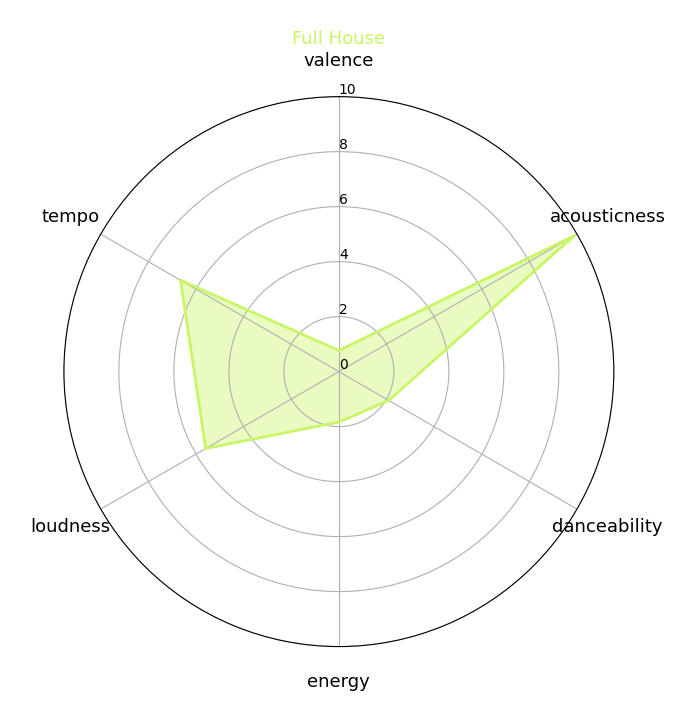 Full House
valence
10
8
6
4
2
0
tempo
acousticness
loudness
danceability
energy